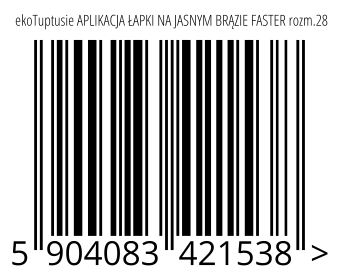 ekoTuptusie APLIKACJA ŁAPKI NA JASNYM BRĄZIE FASTER rozm.28
5 904083 421538 >